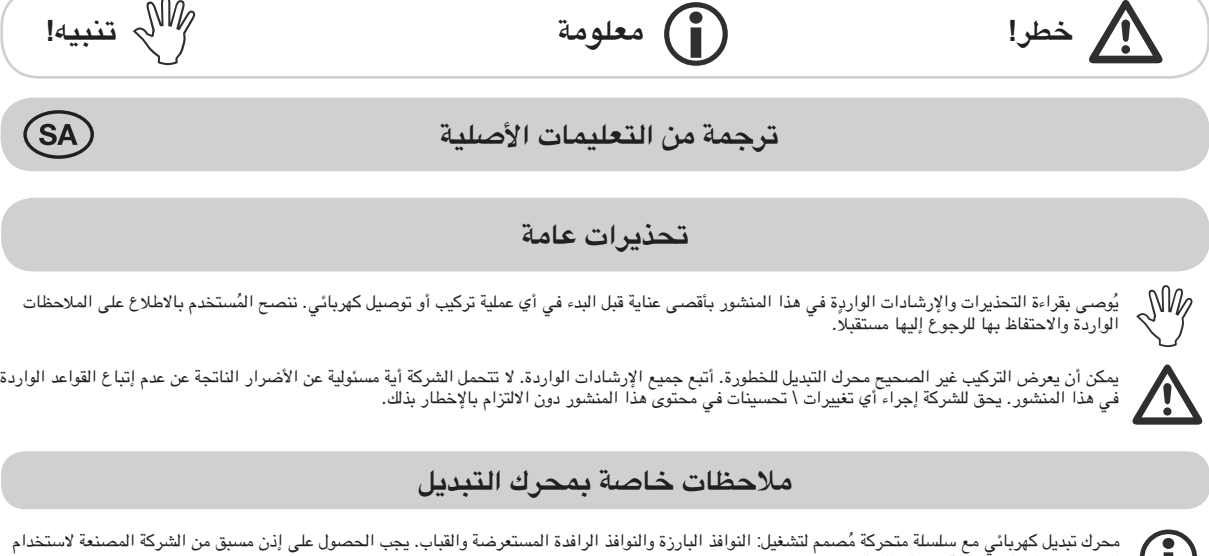 خطر!
معلومة
تنبيه!
ترجمة من التعليمات الأصلية
SA
تحذيرات عامة
يُوصى بقراءة التحذيرات والإرشادات الواردة في هذا المنشور بأقصى عناية قبل البدء في أي عملية تركيب أو توصيل كهربائي. ننصح المُستخدم بالاطلاع على الملاحظات
الواردة والاحتفاظ بها للرجوع إليها مستقبلاً.
يمكن أن يعرض التركيب غير الصحيح محرك التبديل للخطورة. أتبع جميع الإرشادات الواردة. لا تتحمل الشركة أية مسئولية عن الأضرار الناتجة عن عدم إتباع القواعد الواردة
في هذا المنشور. يحق للشركة إجراء أي تغييرات \ تحسينات في محتوى هذا المنشور دون الالتزام بالإخطار بذلك.
ملاحظات خاصة بمحرك التبديل
محرك تبديل كهربائي مع سلسلة متحركة مُصمم لتشغيل: النوافذ البارزة والنوافذ الرافدة المستعرضة والقباب. يجب الحصول على إذن مسبق من الشركة المصنعة لاستخدام